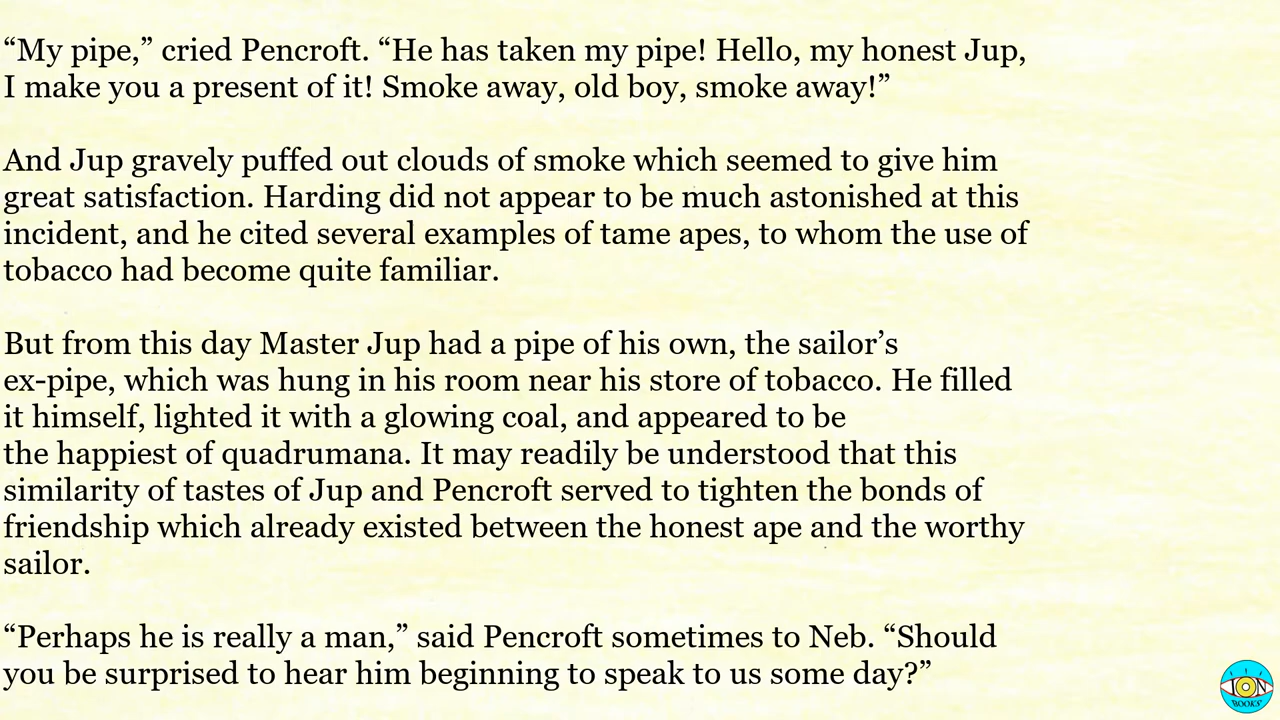 “My pipe,” cried Pencroft. “He has taken my pipe! Hello, my honest Jup,
I make you a present of it! Smoke away, old boy, smoke away!”
And Jup gravely puffed out clouds of smoke which seemed to give him
great satisfaction. Harding did not appear to be much astonished at this
incident, and he cited several examples of tame apes, to whom the use of
tobacco had become quite familiar.
But from this day Master Jup had a pipe of his own, the sailor’s
ex-pipe, which was hung in his room near his store of tobacco. He filled
it himself, lighted it with a glowing coal, and appeared to be
the happiest of quadrumana. It may readily be understood that this
similarity of tastes of Jup and Pencroft served to tighten the bonds of
friendship which already existed between the honest ape and the worthy
sailor.
“Perhaps he is really a man,” said Pencroft sometimes to Neb. “Should
you be surprised to hear him beginning to speak to us some day?”
ION
BOOKS